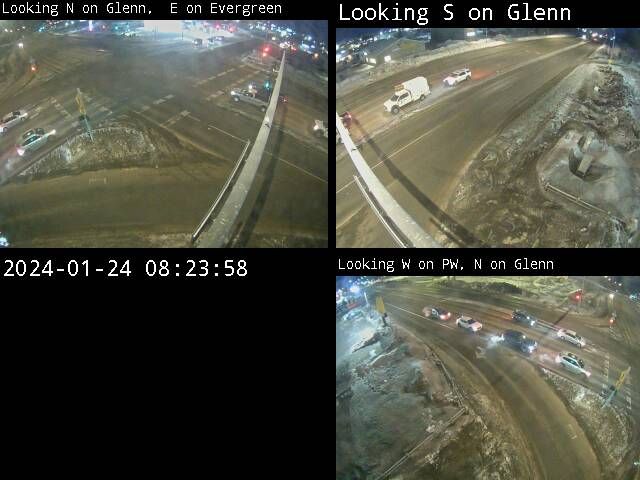 Looking N on Glenn,  E on Evergreen
Looking S on Glenn
2024-01-24 08:23:58
Looking W on PW, N on Glenn